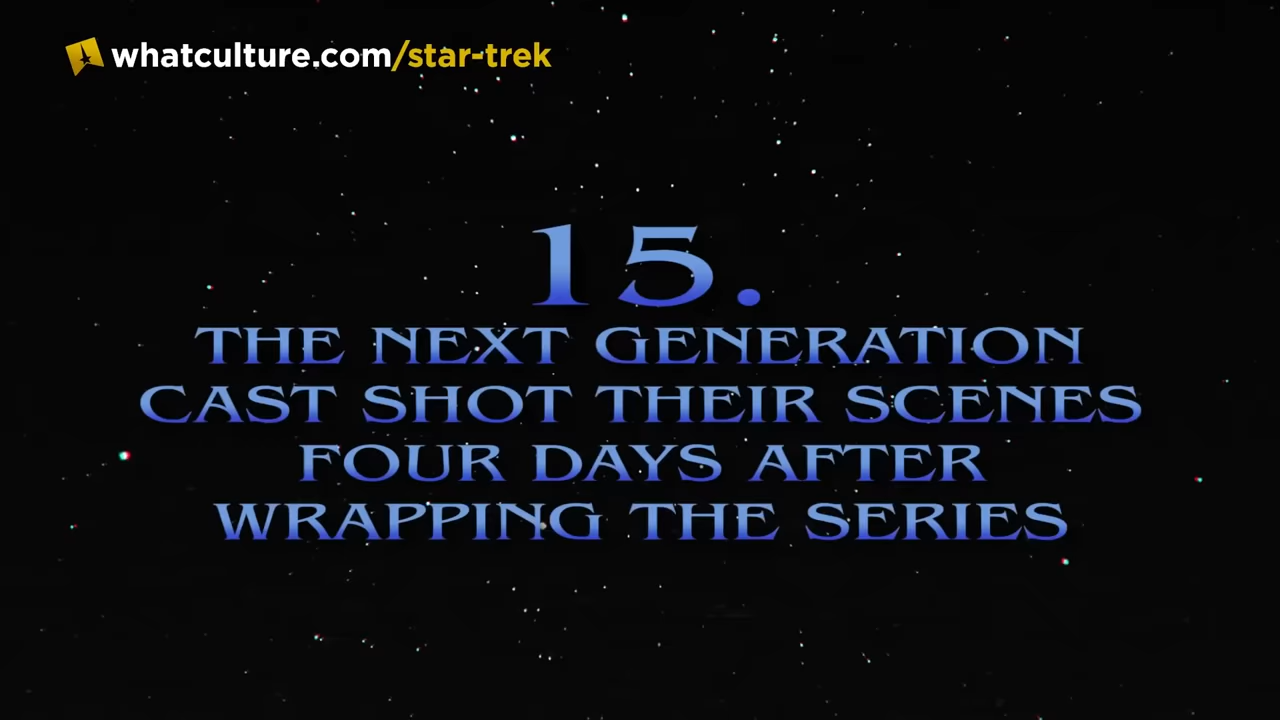 whatculture.com/star-trek
15.
THE NEXT GENERATION
CAST SHOT THEIR SCENES
FOUR DAYS AFTER
WRAPPING THE SERIES